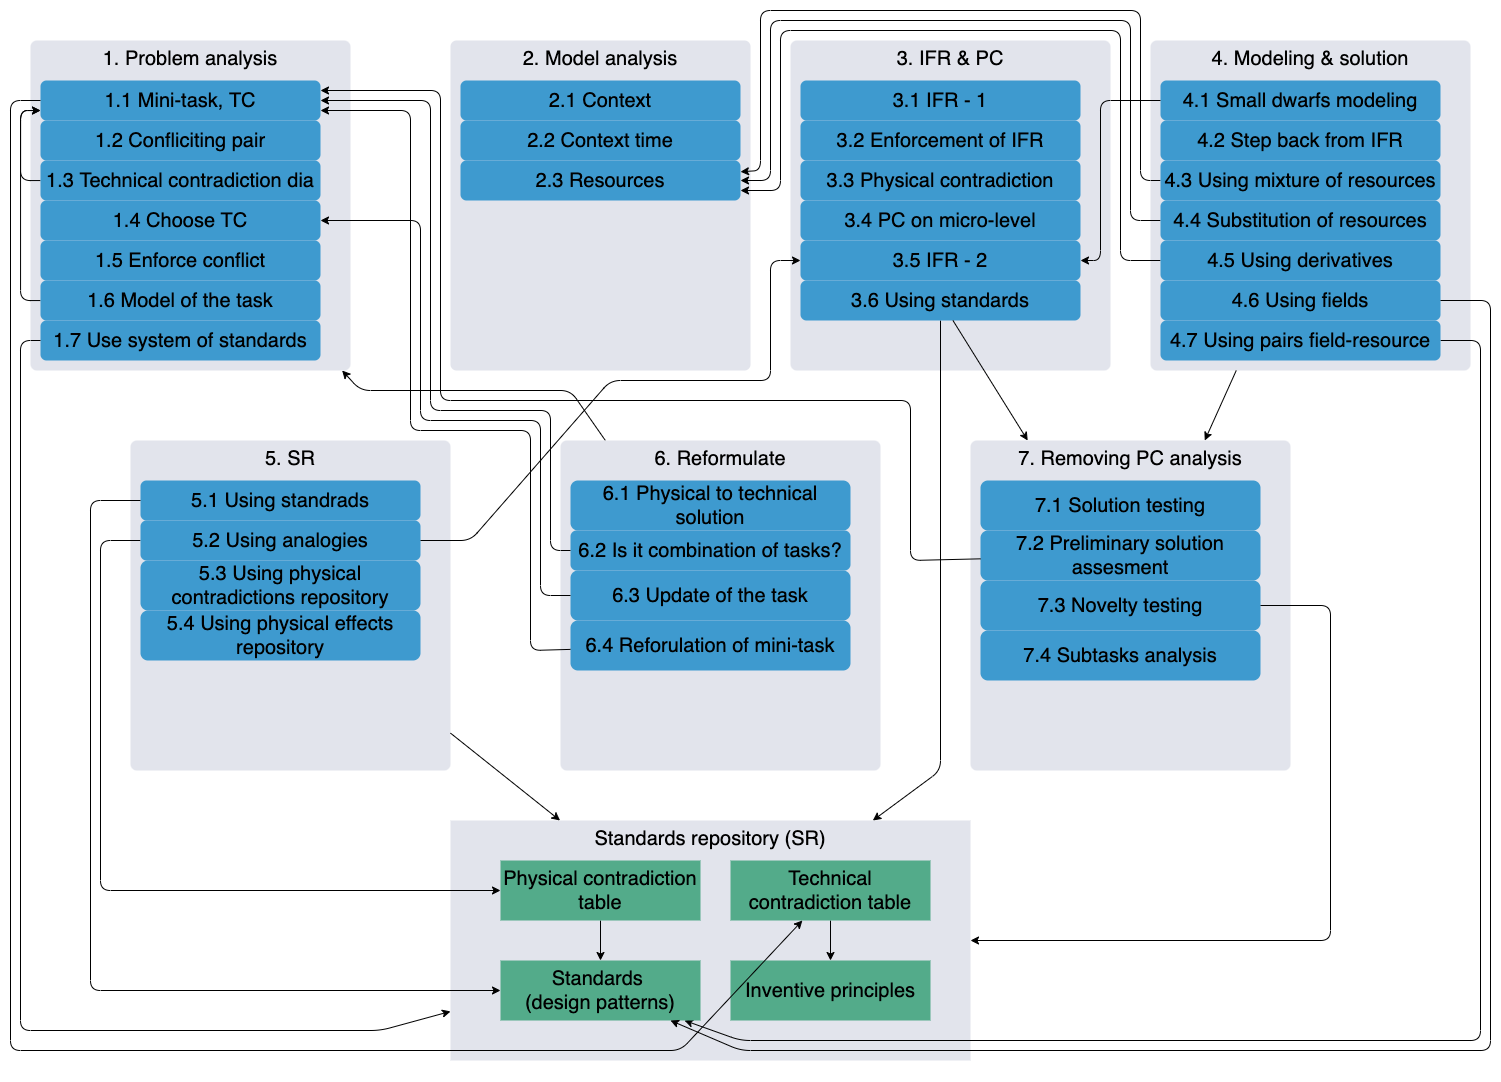 1. Problem analysis
1.1 Mini-task, TC
1.2 Confliciting pair
1.3 Technical contradiction dia
1.4 Choose TC
1.5 Enforce conflict
1.6 Model of the task
1.7 Use system of standards
2. Model analysis
2.1 Context
2.2 Context time
2.3 Resources
3. IFR & PC
3.1 IFR - 1
3.2 Enforcement of IFR
3.3 Physical contradiction
3.4 PC on micro-level
3.5 IFR - 2
3.6 Using standards
4. Modeling & solution
4.1 Small dwarfs modeling
4.2 Step back from IFR
4.3 Using mixture of resources
4.4 Substitution of resources
4.5 Using derivatives
4.6 Using fields
4.7 Using pairs field-resource
5. SR
5.1 Using standrads
5.2 Using analogies
5.3 Using physical
contradictions repository
5.4 Using physical effects
repository
6. Reformulate
6.1 Physical to technical
solution
6.2 Is it combination of tasks?
6.3 Update of the task
6.4 Reforulation of mini-task
7. Removing PC analysis
7.1 Solution testing
7.2 Preliminary solution
assesment
7.3 Novelty testing
7.4 Subtasks analysis
Standards repository (SR)
Physical contradiction
table
Technical
contradiction table
Standards
(design patterns)
Inventive principles